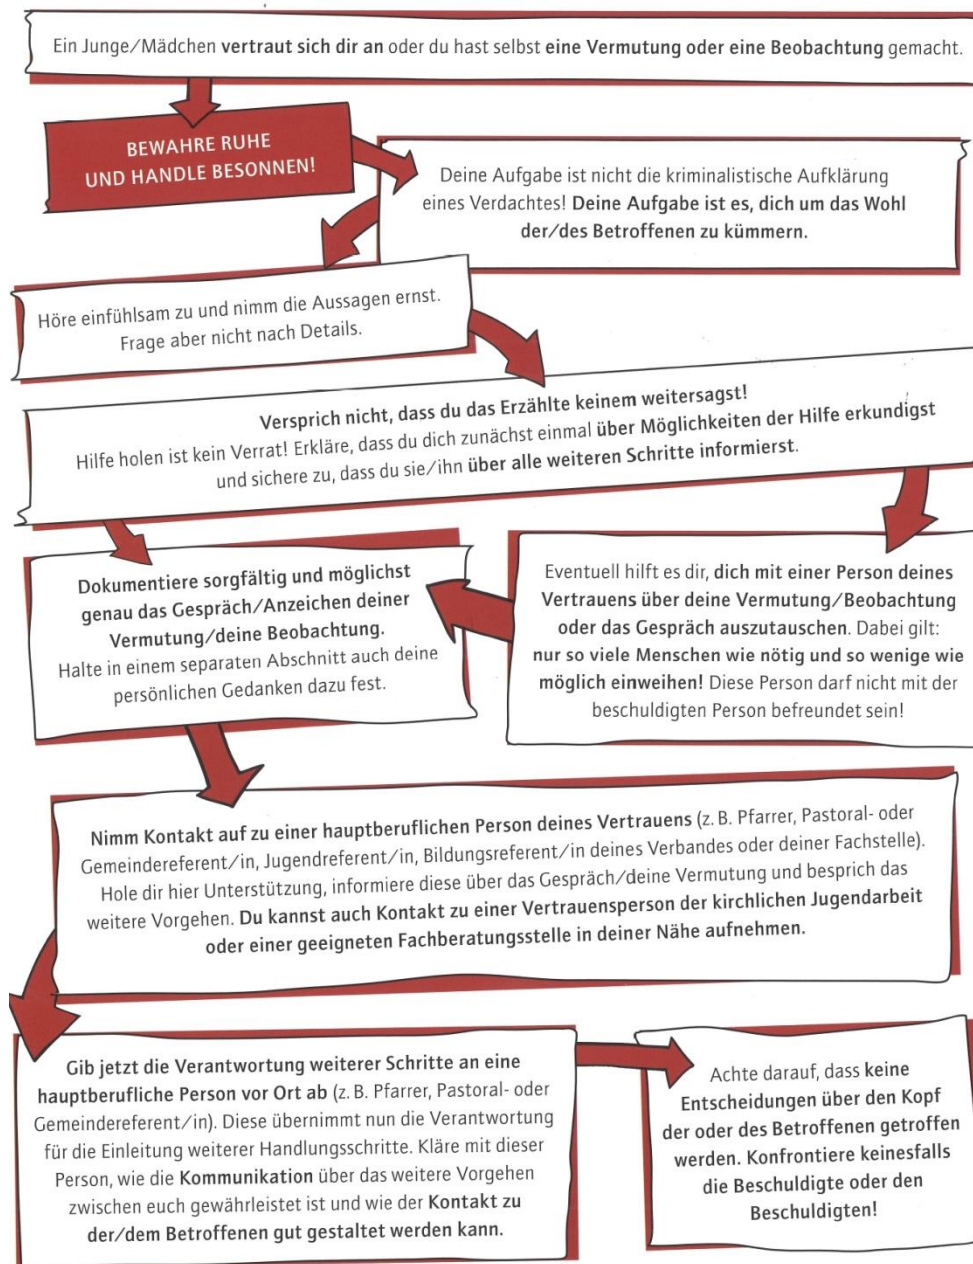 Ein Junge/Mädchen vertraut sich dir an oder du hast selbst eine Vermutung oder eine Beobachtung gemacht.
BEWAHRE RUHE
UND HANDLE BESONNEN!
Deine Aufgabe ist nicht die kriminalistische Aufklärung
eines Verdachtes! Deine Aufgabe ist es, dich um das Wohl
der/des Betroffenen zu kümmern.
Höre einfühlsam zu und nimm die Aussagen ernst.
Frage aber nicht nach Details.
Versprich nicht, dass du das Erzählte keinem weitersagst!
Hilfe holen ist kein Verrat! Erkläre, dass du dich zunächst einmal über Möglichkeiten der Hilfe erkundigst
und sichere zu, dass du sie/ihn über alle weiteren Schritte informierst.
Eventuell hilft es dir, dich mit einer Person deines
Vertrauens über deine Vermutung/Beobachtung
oder das Gespräch auszutauschen. Dabei gilt:
nur so viele Menschen wie nötig und so wenige wie
möglich einweihen! Diese Person darf nicht mit der
beschuldigten Person befreundet sein!
Dokumentiere sorgfältig und möglichst
genau das Gespräch/Anzeichen deiner
Vermutung/deine Beobachtung.
Halte in einem separaten Abschnitt auch deine
persönlichen Gedanken dazu fest.
Nimm Kontakt auf zu einer hauptberuflichen Person deines Vertrauens (z. B. Pfarrer, Pastoral- oder
Gemeindereferent/in, Jugendreferent/in, Bildungsreferent/in deines Verbandes oder deiner Fachstelle).
Hole dir hier Unterstützung, informiere diese über das Gespräch/deine Vermutung und besprich das
weitere Vorgehen. Du kannst auch Kontakt zu einer Vertrauensperson der kirchlichen Jugendarbeit
oder einer geeigneten Fachberatungsstelle in deiner Nähe aufnehmen.
Gib jetzt die Verantwortung weiterer Schritte an eine
hauptberufliche Person vor Ort ab (z. B. Pfarrer, Pastoral- oder
Gemeindereferent/in). Diese übernimmt nun die Verantwortung
für die Einleitung weiterer Handlungsschritte. Kläre mit dieser
Person, wie die Kommunikation über das weitere Vorgehen
zwischen euch gewährleistet ist und wie der Kontakt zu
der/dem Betroffenen gut gestaltet werden kann.
Achte darauf, dass keine
Entscheidungen über den Kopf
der oder des Betroffenen getroffen
werden. Konfrontiere keinesfalls
die Beschuldigte oder den
Beschuldigten!